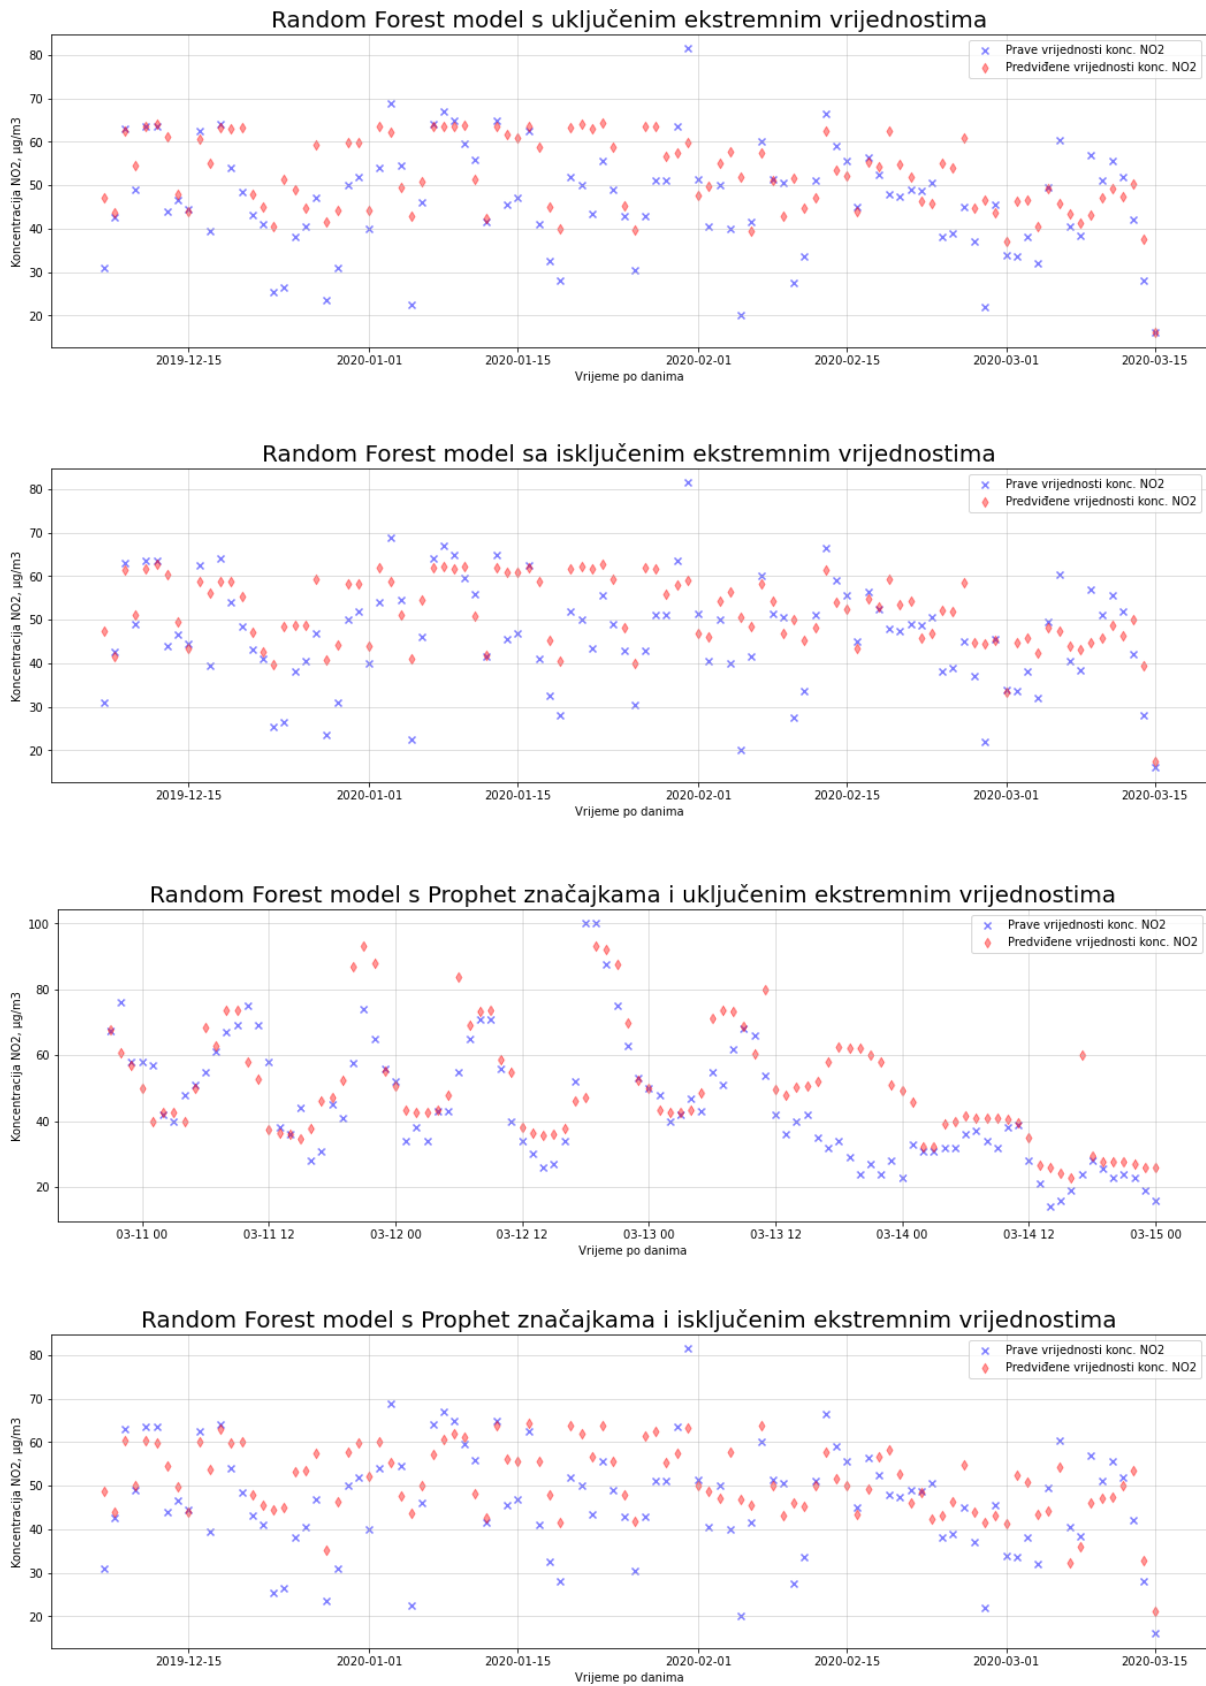 Random Forest model s uključenim ekstremnim vrijednostima
Prave vrijednosti konc. NO2
Predviđene vrijednosti konc. NO2
Koncentracija NO2, μg/m3
80
70
60
50
40
30
20
2019-12-15 2020-01-01 2020-01-15 2020-02-01 2020-02-15 2020-03-01 2020-03-15
Vrijeme po danima
Random Forest model sa isključenim ekstremnim vrijednostima
Prave vrijednosti konc. NO2
Predviđene vrijednosti konc. NO2
Koncentracija NO2, μg/m3
80
70
60
50
40
30
20
2019-12-15 2020-01-01 2020-01-15 2020-02-01 2020-02-15 2020-03-01 2020-03-15
Vrijeme po danima
Random Forest model s Prophet značajkama i uključenim ekstremnim vrijednostima
Prave vrijednosti konc. NO2
Predviđene vrijednosti konc. NO2
Koncentracija NO2, μg/m3
100
80
60
40
20
03-11 00 03-11 12 03-12 00 03-12 12 03-13 00 03-13 12 03-14 00 03-14 12 03-15 00
Vrijeme po danima
Random Forest model s Prophet značajkama i isključenim ekstremnim vrijednostima
Prave vrijednosti konc. NO2
Predviđene vrijednosti konc. NO2
Koncentracija NO2, μg/m3
80
70
60
50
40
30
20
2019-12-15 2020-01-01 2020-01-15 2020-02-01 2020-02-15 2020-03-01 2020-03-15
Vrijeme po danima